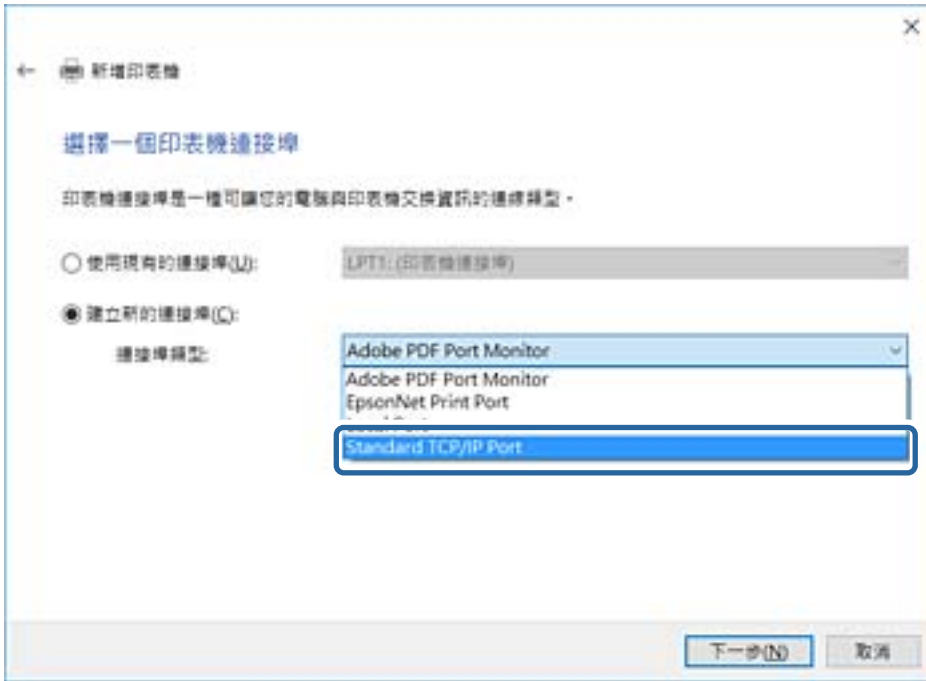 新增印表機
選擇一個印表機連接埠
印表機連接埠是一種可讓您的電腦與印表機交換資訊的連線類型。
使用現有的連接埠(U):
LPT1: (印表機連接埠)
建立新的連接埠(C):
連接埠類型:
Adobe PDF Port Monitor
Adobe PDF Port Monitor
EpsonNet Print Port
Local Port
Standard TCP/IP Port
下一步(N)
取消